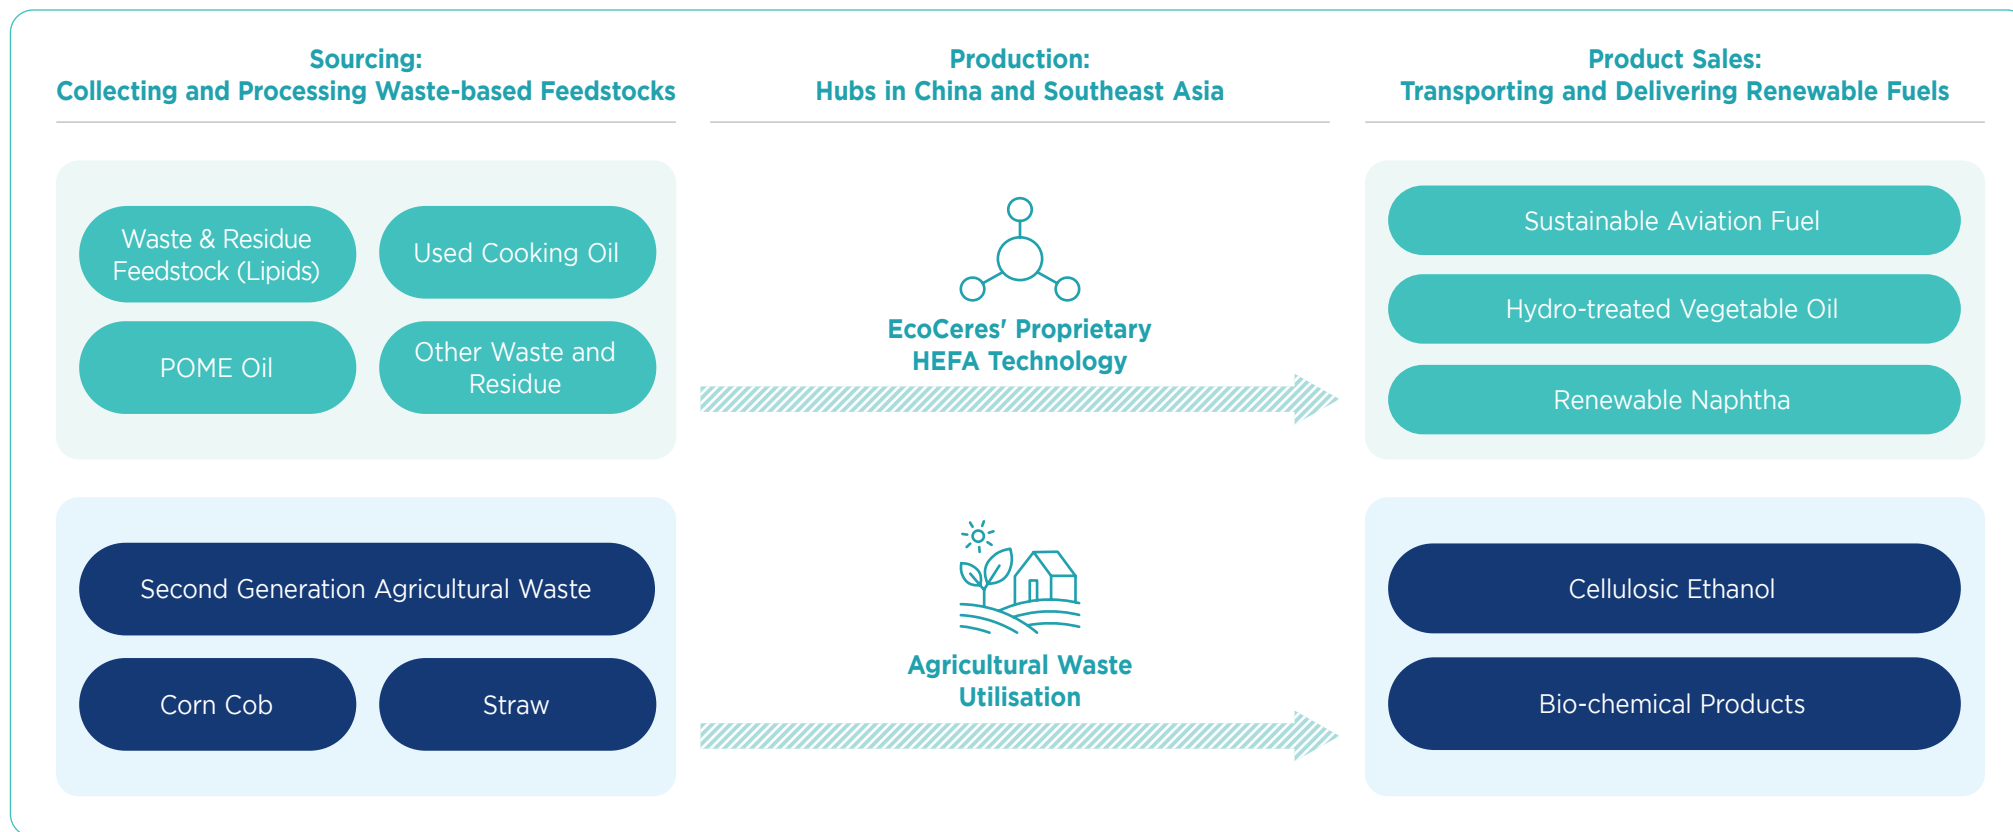 Sourcing:
Collecting and Processing Waste-based Feedstocks
Production:
Hubs in China and Southeast Asia
Product Sales:
Transporting and Delivering Renewable Fuels
Waste & Residue
Feedstock (Lipids)
Used Cooking Oil
POME Oil
Other Waste and
Residue
EcoCeres' Proprietary
HEFA Technology
Sustainable Aviation Fuel
Hydro-treated Vegetable Oil
Renewable Naphtha
Second Generation Agricultural Waste
Corn Cob
Straw
Agricultural Waste
Utilisation
Cellulosic Ethanol
Bio-chemical Products